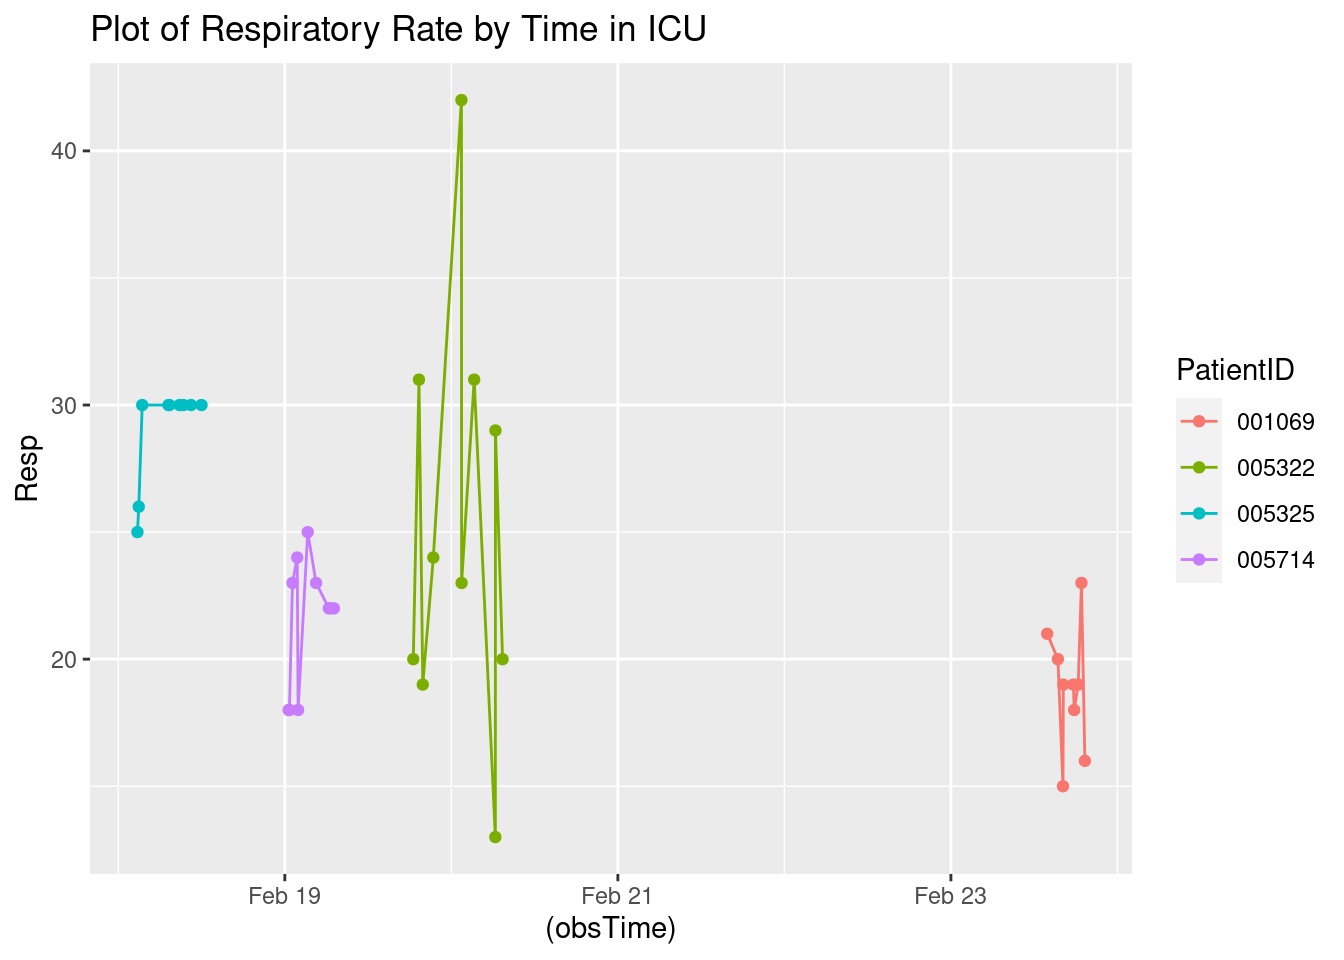 Plot of Respiratory Rate by Time in ICU
40
30
20
Resp
Feb 19
Feb 21
Feb 23
(obsTime)
PatientID
001069
005322
005325
005714